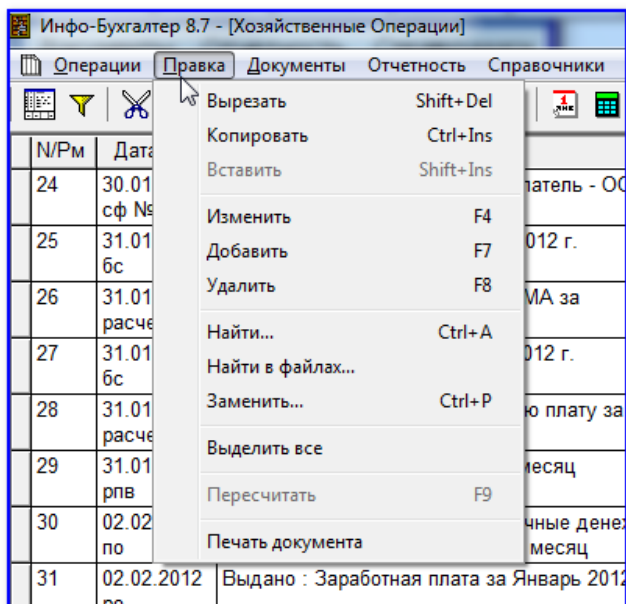 Инфо-Бухгалтер 8.7 - [Хозяйственные Операции]
Операции Правка Документы Отчетность Справочники
Вырезать Shift+Del
Копировать Ctrl+Ins
Вставить Shift+Ins
Изменить F4
Добавить F7
Удалить F8
Найти... Ctrl+A
Найти в файлах...
Заменить... Ctrl+P
Выделить все
Пересчитать F9
Печать документа
N/Рм Дата
24 30.01 латель - ОО
сф №
25 31.01 012 г.
бс
26 31.01 МА за
расче
27 31.01 012 г.
бс
28 31.01 ю плату за
расче
29 31.01 месяц
рпв
30 02.02 чные денеж
по месяц
31 02.02.2012 Выдано : Заработная плата за Январь 2012